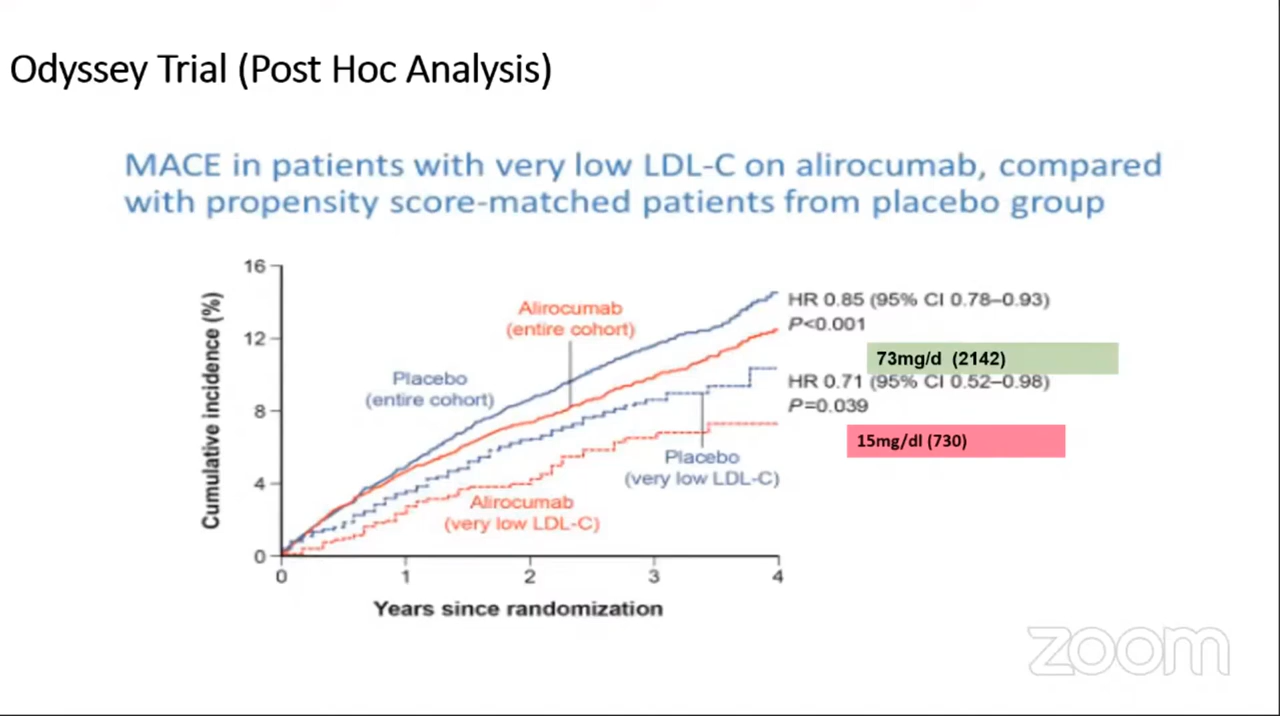 Odyssey Trial (Post Hoc Analysis)
MACE in patients with very low LDL-C on alirocumab, compared
with propensity score-matched patients from placebo group
Cumulative incidence (%)
16
12
8
4
0
0
1
2
3
4
Years since randomization
Alirocumab
(entire cohort)
Placebo
(entire cohort)
Placebo
(very low LDL-C)
Alirocumab
(very low LDL-C)
HR 0.85 (95% CI 0.78–0.93)
P<0.001
73mg/d (2142)
HR 0.71 (95% CI 0.52–0.98)
P=0.039
15mg/dl (730)
zoom